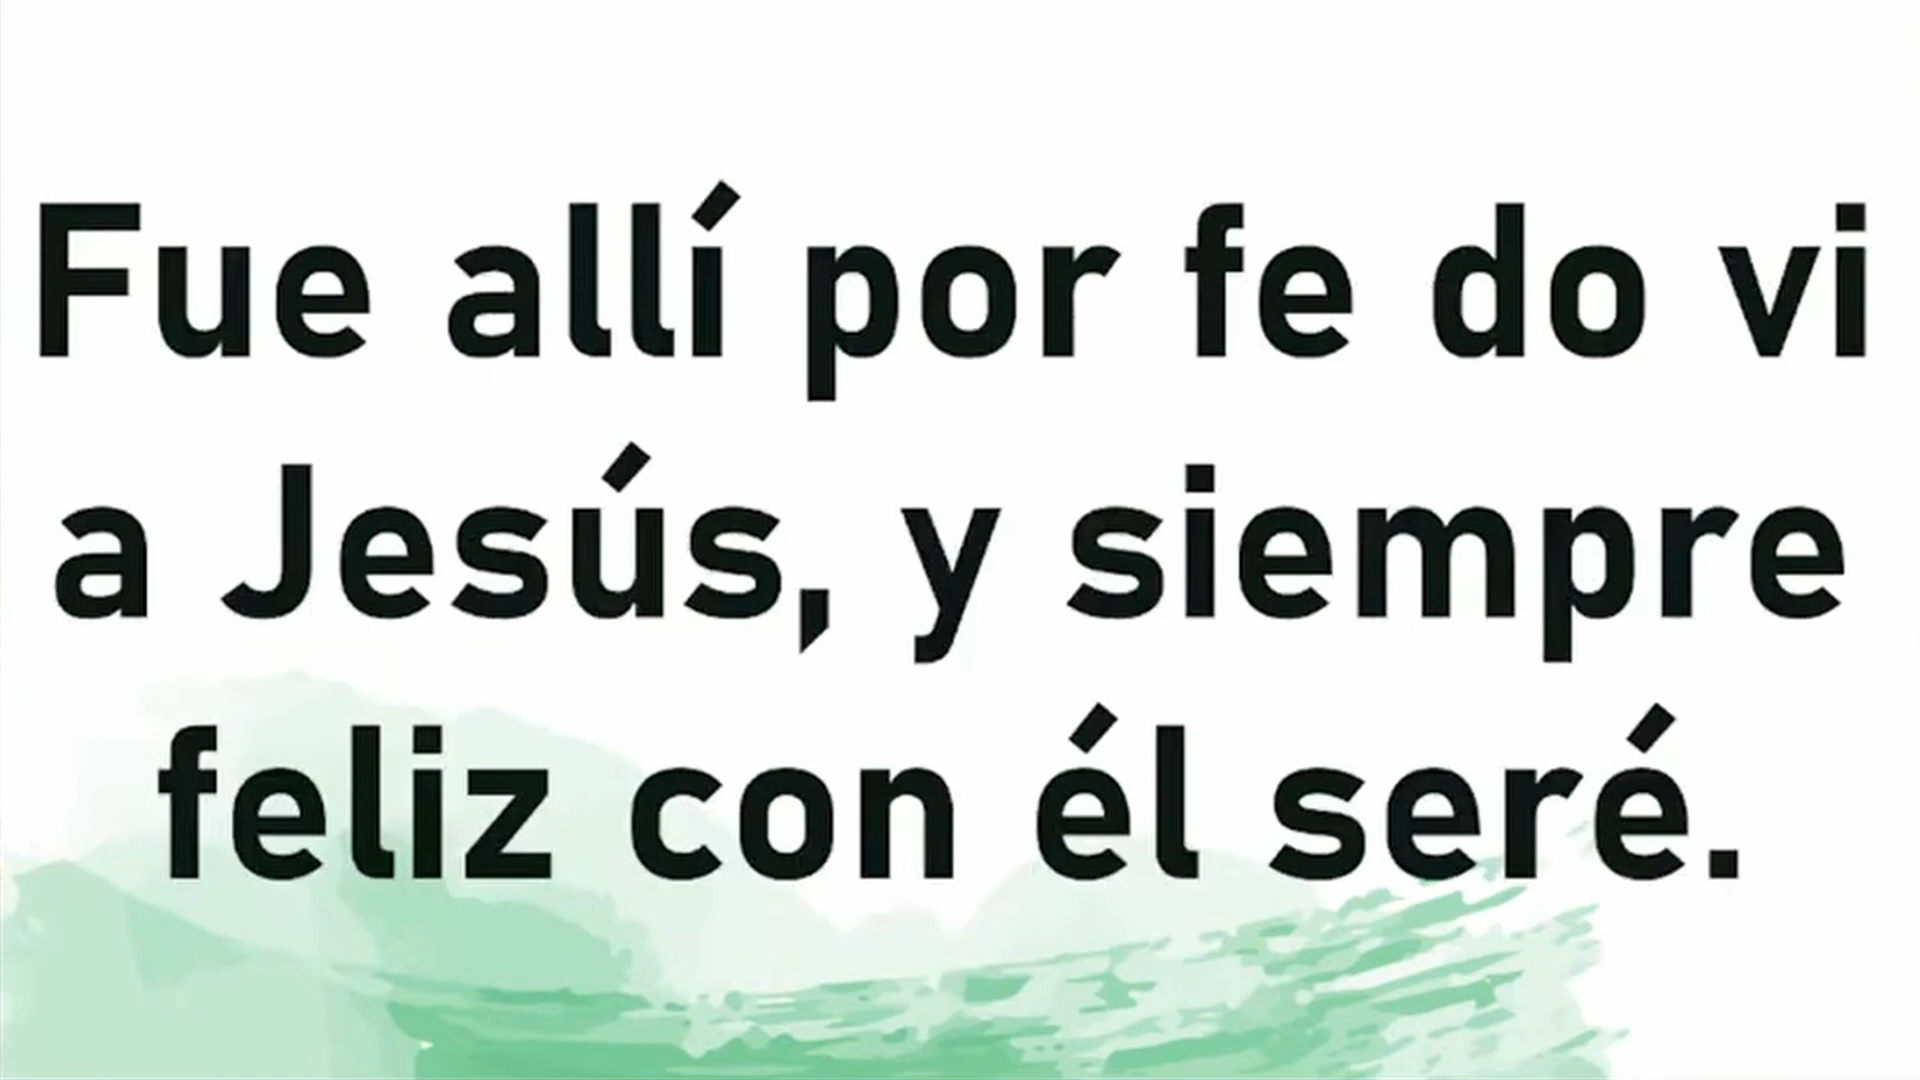 Fue allí por fe do vi
a Jesús, y siempre
feliz con él seré.